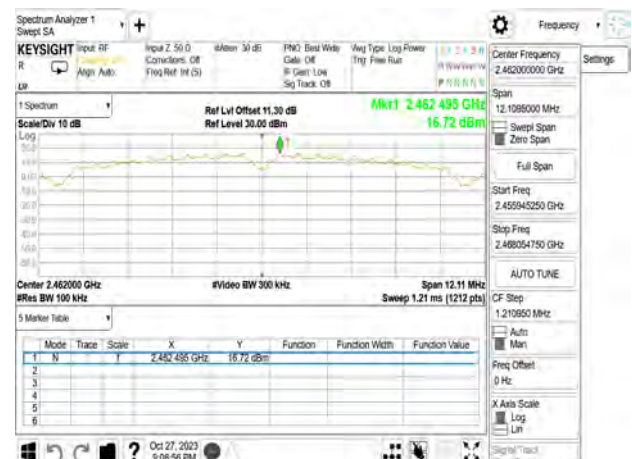 Spectrum Analyzer 1
Swept SA
+
Frequency
KEYSIGHT
Input: RF
Input Z: 50 Ω
#Atten: 30 dB
PNO: Best Wide
Avg Type: Log-Power
R
Align: Auto
Corrections: Off
Freq Ref: Int (S)
Gate: Off
IF Gain: Low
Sig Track: Off
Trig: Free Run
Center Frequency
2.462000000 GHz
Settings
Span
12.1095000 MHz
Swept Span
Zero Span
Full Span
Start Freq
2.455945250 GHz
Stop Freq
2.468054750 GHz
AUTO TUNE
CF Step
1.210950 MHz
Auto
Man
Freq Offset
0 Hz
X Axis Scale
Log
Lin
Signal Track
1 Spectrum
Scale/Div 10 dB
Log
Ref Lvl Offset 11.30 dB
Ref Level 30.00 dBm
Mkr1 2.462 495 GHz
16.72 dBm
Center 2.462000 GHz
#Res BW 100 kHz
#Video BW 300 kHz
Span 12.11 MHz
Sweep 1.21 ms (1212 pts)
5 Marker Table
Mode Trace Scale X Y Function Function Width Function Value
1 N f 2.462 495 GHz 16.72 dBm
2
3
4
5
6
?
Oct 27, 2023
9:08:56 PM